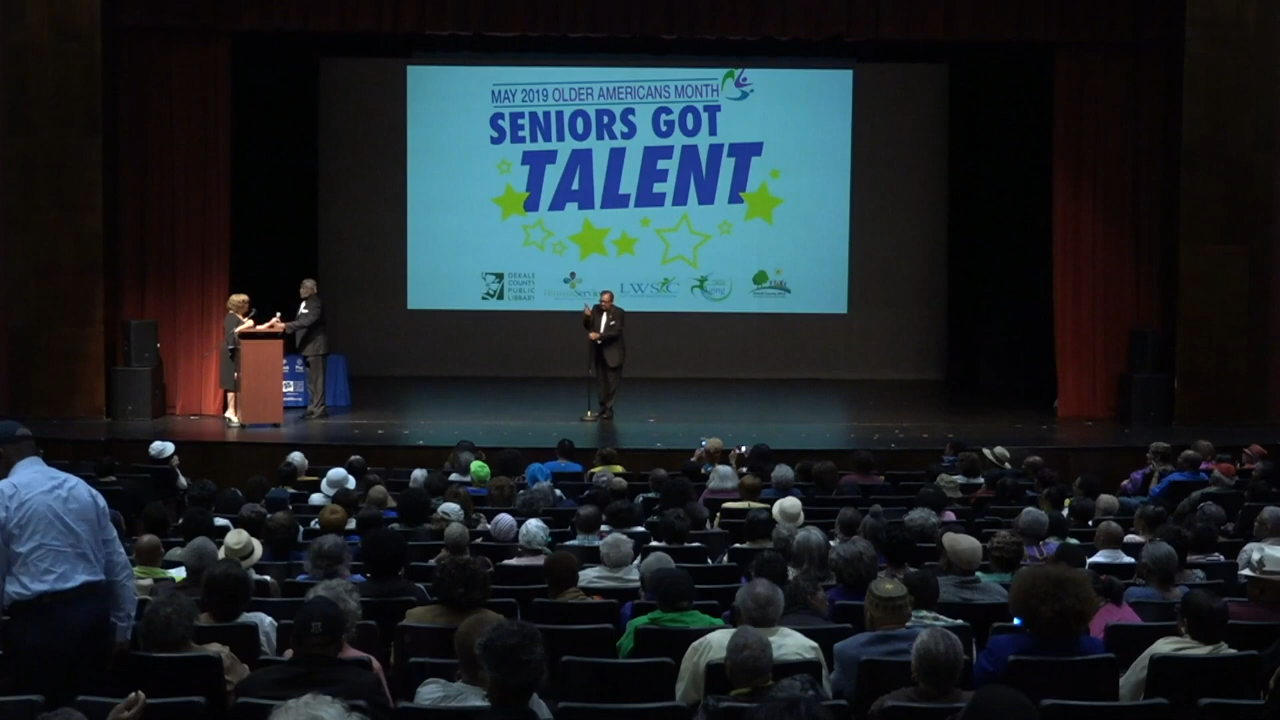 MAY 2019 OLDER AMERICANS MONTH
SENIORS GOT
TALENT
DEKALB
COUNTY
PUBLIC
LIBRARY
LWSC